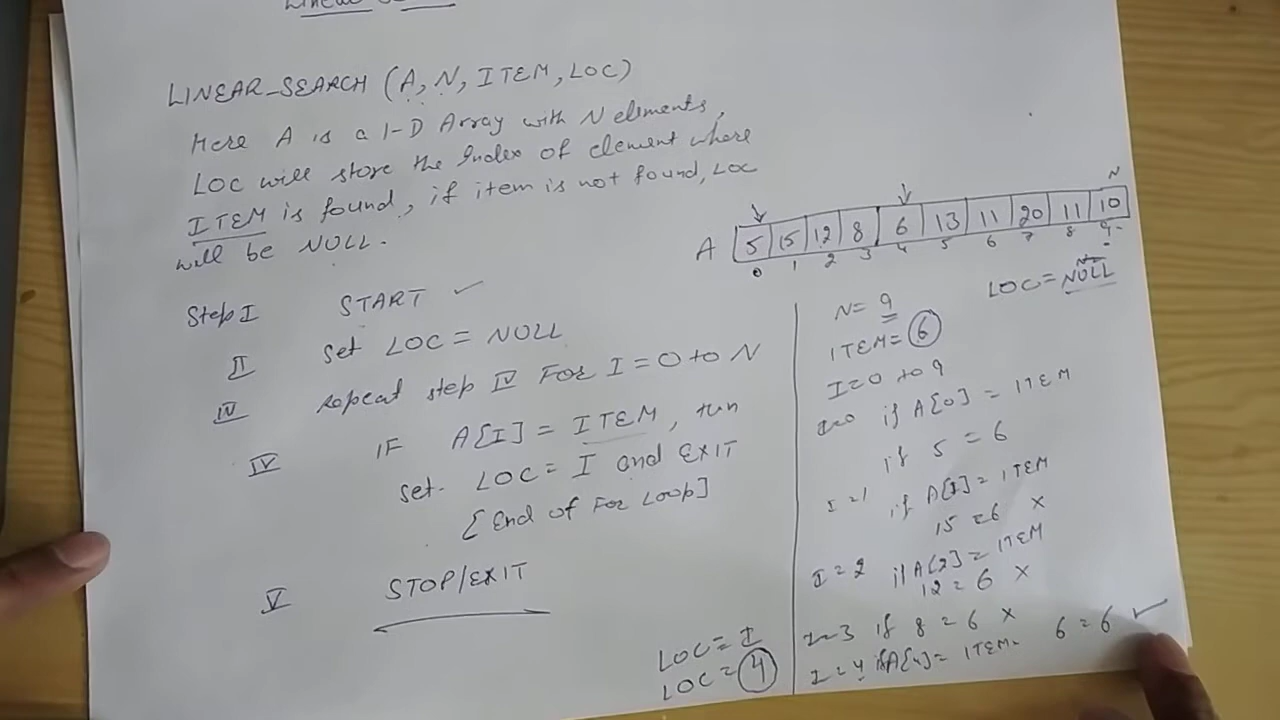 LINEAR_SEARCH (A, N, ITEM, LOC)
Here A is a 1-D Array with N elements,
LOC will store the Index of element where
ITEM is found, if item is not found, LOC
will be NULL.
Step I START ✓
II Set LOC = NULL
IV Repeat step IV FOR I = 0 to N
IV IF A[I] = ITEM, tun
set LOC = I and EXIT
[End of For Loop]
V STOP/EXIT
N
A 5 15 12 8 6 13 11 20 11 10
0 1 2 3 4 5 6 7 8 9
LOC = NULL
N = 9
ITEM = 6
I = 0 to 9
I=0 if A[0] = ITEM
if 5 = 6
I=1 if A[1] = ITEM
15 = 6 x
I = 2 if A[2] = ITEM
12 = 6 x
I=3 if 8 = 6 x
I = 4 if A[4] = ITEM 6 = 6 ✓
LOC = I
LOC = 4